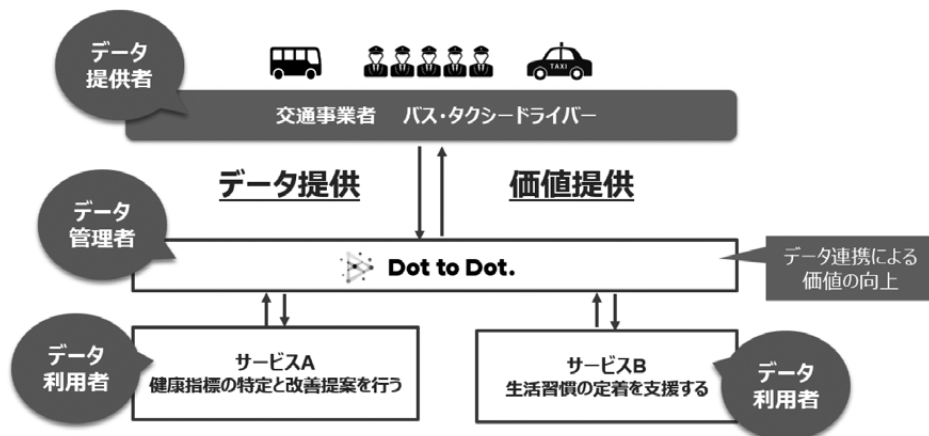 データ
提供者
TAXI
交通事業者 バス・タクシードライバー
データ提供
価値提供
データ
管理者
Dot to Dot.
データ連携による
価値の向上
データ
利用者
サービスA
健康指標の特定と改善提案を行う
サービスB
生活習慣の定着を支援する
データ
利用者